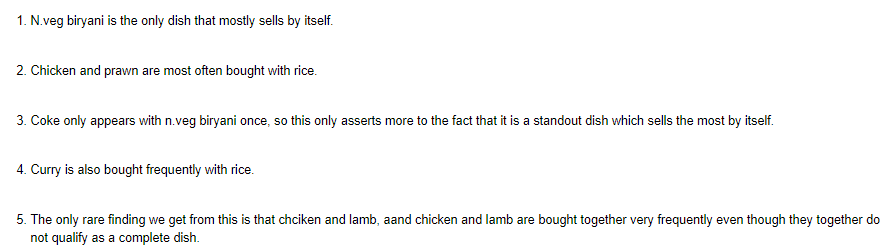 1. N.veg biryani is the only dish that mostly sells by itself.
2. Chicken and prawn are most often bought with rice.
3. Coke only appears with n.veg biryani once, so this only asserts more to the fact that it is a standout dish which sells the most by itself.
4. Curry is also bought frequently with rice.
5. The only rare finding we get from this is that chciken and lamb, aand chicken and lamb are bought together very frequently even though they together do
not qualify as a complete dish.